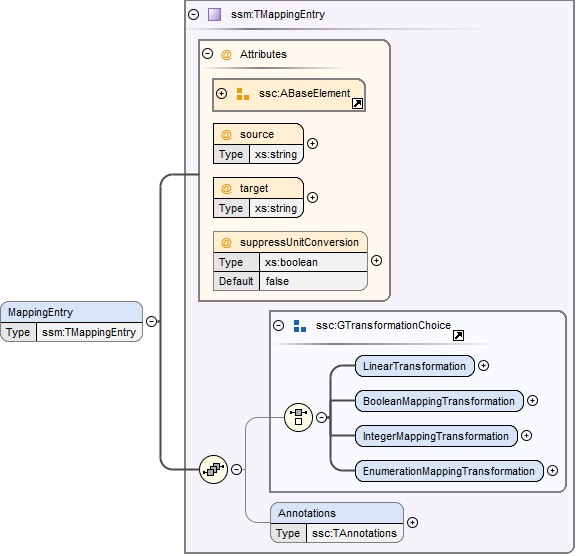 ssm:TMappingEntry
@ Attributes
ssc:ABaseElement
@ source
Type xs:string
@ target
Type xs:string
@ suppressUnitConversion
Type xs:boolean
Default false
MappingEntry
Type ssm:TMappingEntry
ssc:GTransformationChoice
LinearTransformation
BooleanMappingTransformation
IntegerMappingTransformation
EnumerationMappingTransformation
Annotations
Type ssc:TAnnotations